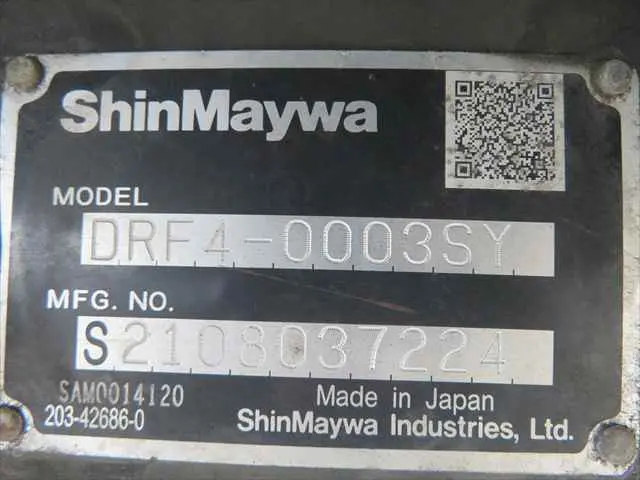 ShinMaywa
MODEL
DRF4-0003SY
MFG. NO.
S2108037224
SAM0014120
203-42686-0
Made in Japan
ShinMaywa Industries, Ltd.